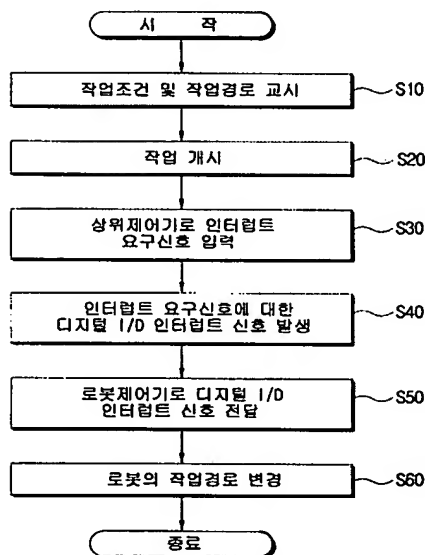 시 작
작업조건 및 작업경로 교시
S10
작업 개시
S20
상위제어기로 인터럽트
요구신호 입력
S30
인터럽트 요구신호에 대한
디지털 I/D 인터럽트 신호 발생
S40
로봇제어기로 디지털 I/D
인터럽트 신호 전달
S50
로봇의 작업경로 변경
S60
종료